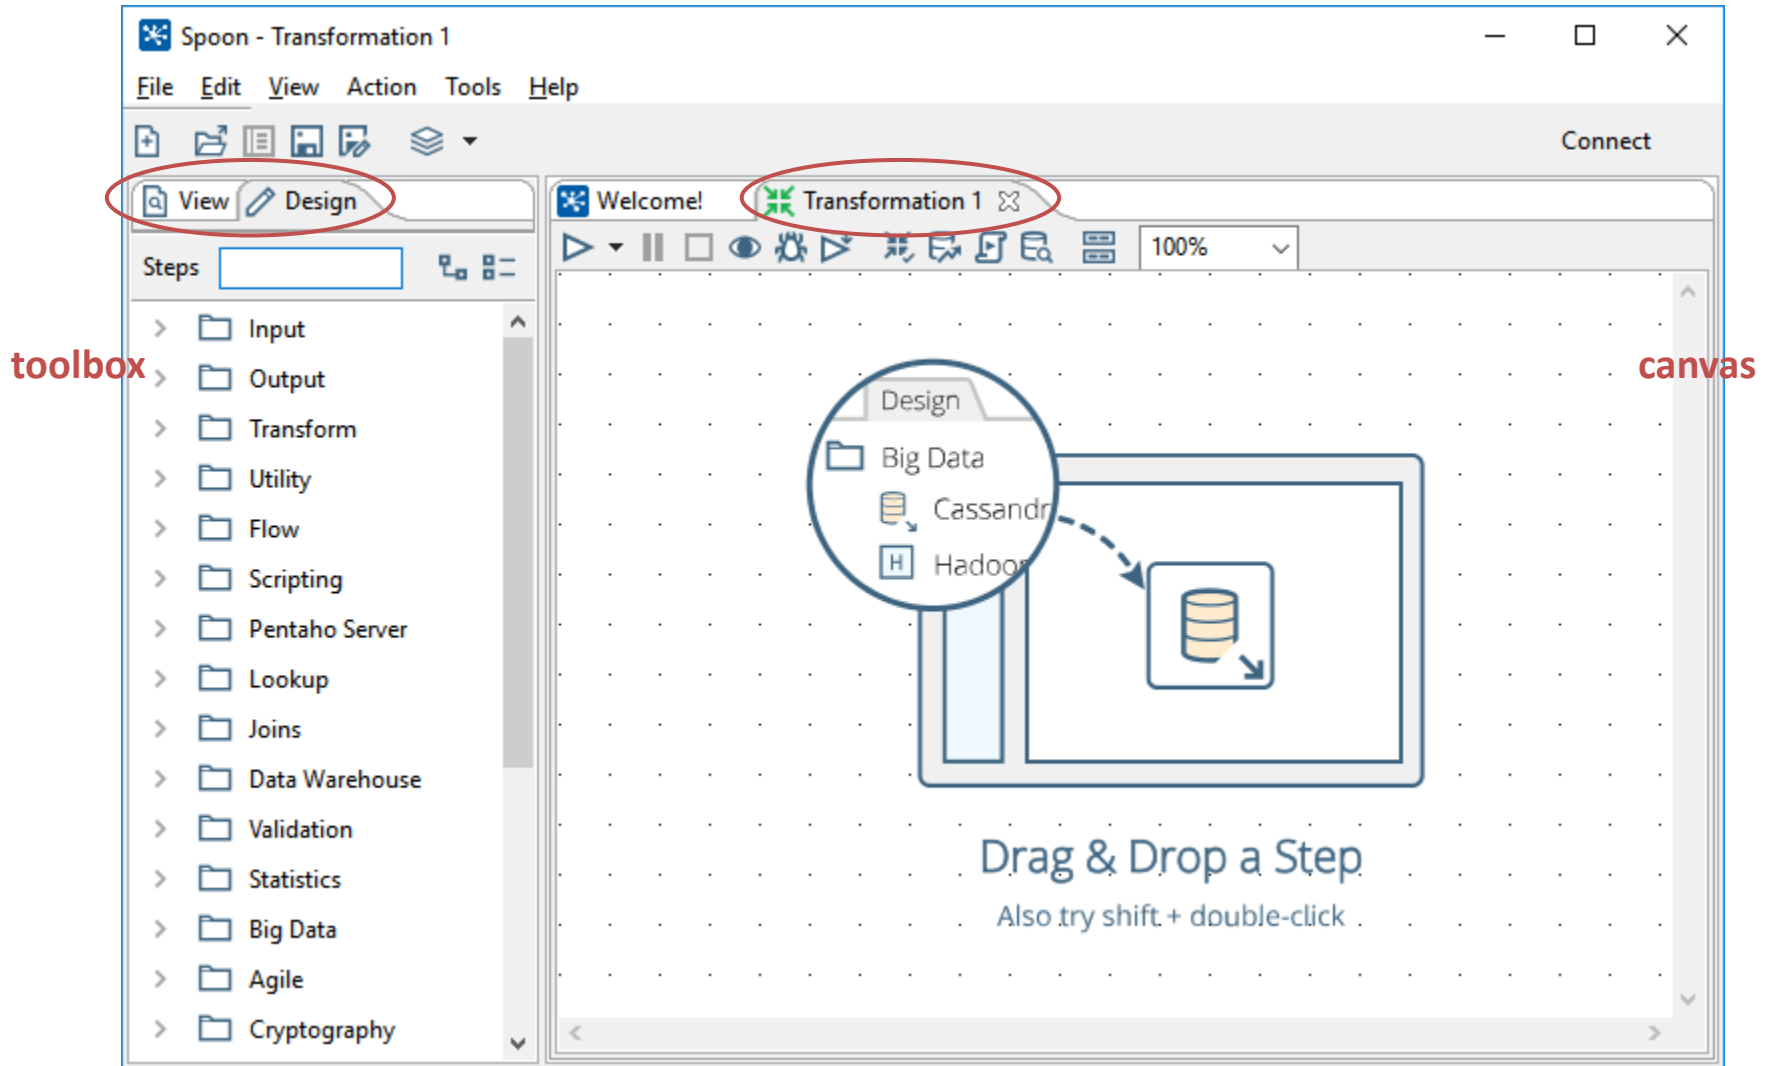 Spoon - Transformation 1
File Edit View Action Tools Help
Connect
View Design
Welcome! Transformation 1
Steps
100%
Input
Output
Transform
Utility
Flow
Scripting
Pentaho Server
Lookup
Joins
Data Warehouse
Validation
Statistics
Big Data
Agile
Cryptography
toolbox
canvas
Design
Big Data
Cassandr
H Hadoop
Drag & Drop a Step
Also try shift + double-click